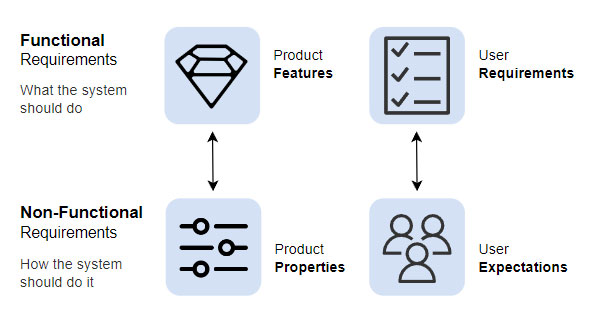 Functional
Requirements
What the system
should do
Product
Features
User
Requirements
Non-Functional
Requirements
How the system
should do it
Product
Properties
User
Expectations